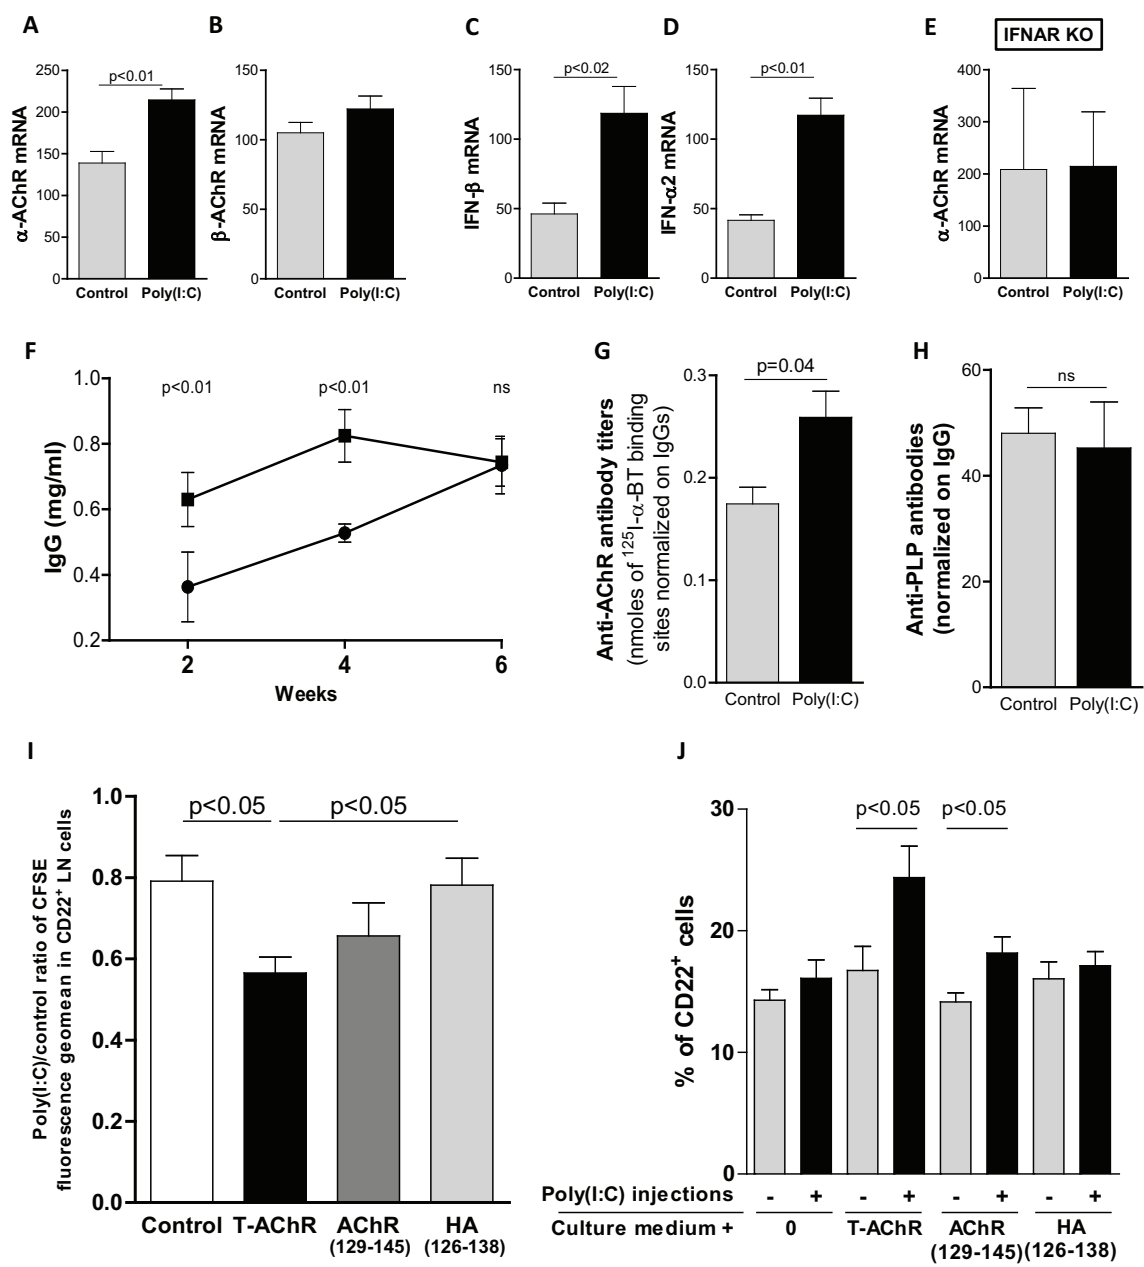 A
B
C
D
E
IFNAR KO
α-AChR mRNA
250
200
150
100
50
0
p<0.01
Control
Poly(I:C)
β-AChR mRNA
150
100
50
0
Control
Poly(I:C)
IFN-β mRNA
150
100
50
0
p<0.02
Control
Poly(I:C)
IFN-α2 mRNA
150
100
50
0
p<0.01
Control
Poly(I:C)
α-AChR mRNA
400
300
200
100
0
Control
Poly(I:C)
F
IgG (mg/ml)
1.0
0.8
0.6
0.4
0.2
p<0.01
p<0.01
ns
2
4
6
Weeks
G
Anti-AChR antibody titers
(nmoles of 125I-α-BT binding
sites normalized on IgGs)
0.3
0.2
0.1
0.0
p=0.04
Control
Poly(I:C)
H
Anti-PLP antibodies
(normalized on IgG)
60
40
20
0
ns
Control
Poly(I:C)
I
Poly(I:C)/control ratio of CFSE
fluorescence geomean in CD22+ LN cells
1.0
0.8
0.6
0.4
0.2
0.0
p<0.05
p<0.05
Control
T-AChR
AChR
(129-145)
HA
(126-138)
J
% of CD22+ cells
30
20
10
0
p<0.05
p<0.05
Poly(I:C) injections - + - + - + - +
Culture medium + 0 T-AChR AChR HA
(129-145) (126-138)